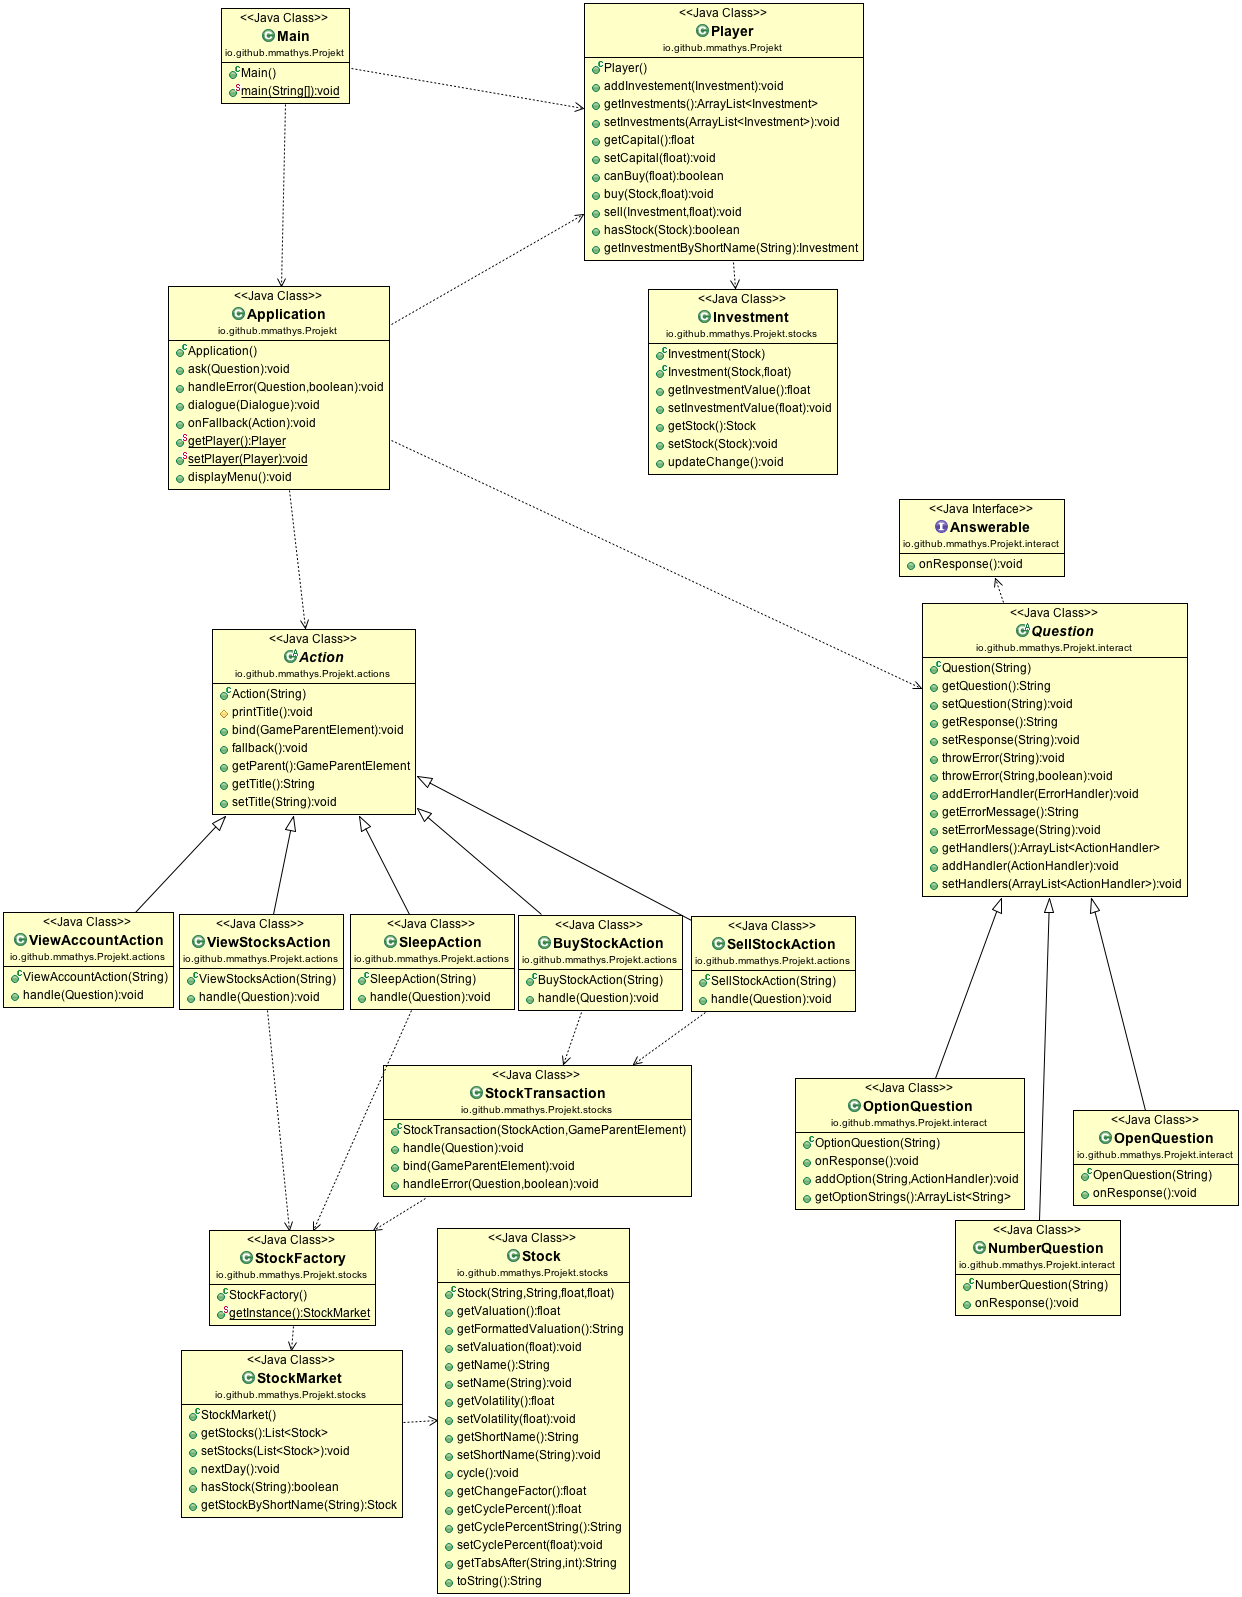 <<Java Class>>
Main
io.github.mmathys.Projekt
Main()
main(String[]):void
<<Java Class>>
Player
io.github.mmathys.Projekt
Player()
addInvestement(Investment):void
getInvestments():ArrayList<Investment>
setInvestments(ArrayList<Investment>):void
getCapital():float
setCapital(float):void
canBuy(float):boolean
buy(Stock,float):void
sell(Investment,float):void
hasStock(Stock):boolean
getInvestmentByShortName(String):Investment
<<Java Class>>
Application
io.github.mmathys.Projekt
Application()
ask(Question):void
handleError(Question,boolean):void
dialogue(Dialogue):void
onFallback(Action):void
getPlayer():Player
setPlayer(Player):void
displayMenu():void
<<Java Class>>
Investment
io.github.mmathys.Projekt.stocks
Investment(Stock)
Investment(Stock,float)
getInvestmentValue():float
setInvestmentValue(float):void
getStock():Stock
setStock(Stock):void
updateChange():void
<<Java Interface>>
Answerable
io.github.mmathys.Projekt.interact
onResponse():void
<<Java Class>>
Question
io.github.mmathys.Projekt.interact
Question(String)
getQuestion():String
setQuestion(String):void
getResponse():String
setResponse(String):void
throwError(String):void
throwError(String,boolean):void
addErrorHandler(ErrorHandler):void
getErrorMessage():String
setErrorMessage(String):void
getHandlers():ArrayList<ActionHandler>
addHandler(ActionHandler):void
setHandlers(ArrayList<ActionHandler>):void
<<Java Class>>
Action
io.github.mmathys.Projekt.actions
Action(String)
printTitle():void
bind(GameParentElement):void
fallback():void
getParent():GameParentElement
getTitle():String
setTitle(String):void
<<Java Class>>
ViewAccountAction
io.github.mmathys.Projekt.actions
ViewAccountAction(String)
handle(Question):void
<<Java Class>>
ViewStocksAction
io.github.mmathys.Projekt.actions
ViewStocksAction(String)
handle(Question):void
<<Java Class>>
SleepAction
io.github.mmathys.Projekt.actions
SleepAction(String)
handle(Question):void
<<Java Class>>
BuyStockAction
io.github.mmathys.Projekt.actions
BuyStockAction(String)
handle(Question):void
<<Java Class>>
SellStockAction
io.github.mmathys.Projekt.actions
SellStockAction(String)
handle(Question):void
<<Java Class>>
StockTransaction
io.github.mmathys.Projekt.stocks
StockTransaction(StockAction,GameParentElement)
handle(Question):void
bind(GameParentElement):void
handleError(Question,boolean):void
<<Java Class>>
OptionQuestion
io.github.mmathys.Projekt.interact
OptionQuestion(String)
onResponse():void
addOption(String,ActionHandler):void
getOptionStrings():ArrayList<String>
<<Java Class>>
OpenQuestion
io.github.mmathys.Projekt.interact
OpenQuestion(String)
onResponse():void
<<Java Class>>
NumberQuestion
io.github.mmathys.Projekt.interact
NumberQuestion(String)
onResponse():void
<<Java Class>>
StockFactory
io.github.mmathys.Projekt.stocks
StockFactory()
getInstance():StockMarket
<<Java Class>>
Stock
io.github.mmathys.Projekt.stocks
Stock(String,String,float,float)
getValuation():float
getFormattedValuation():String
setValuation(float):void
getName():String
setName(String):void
getVolatility():float
setVolatility(float):void
getShortName():String
setShortName(String):void
cycle():void
getChangeFactor():float
getCyclePercent():float
getCyclePercentString():String
setCyclePercent(float):void
getTabsAfter(String,int):String
toString():String
<<Java Class>>
StockMarket
io.github.mmathys.Projekt.stocks
StockMarket()
getStocks():List<Stock>
setStocks(List<Stock>):void
nextDay():void
hasStock(String):boolean
getStockByShortName(String):Stock